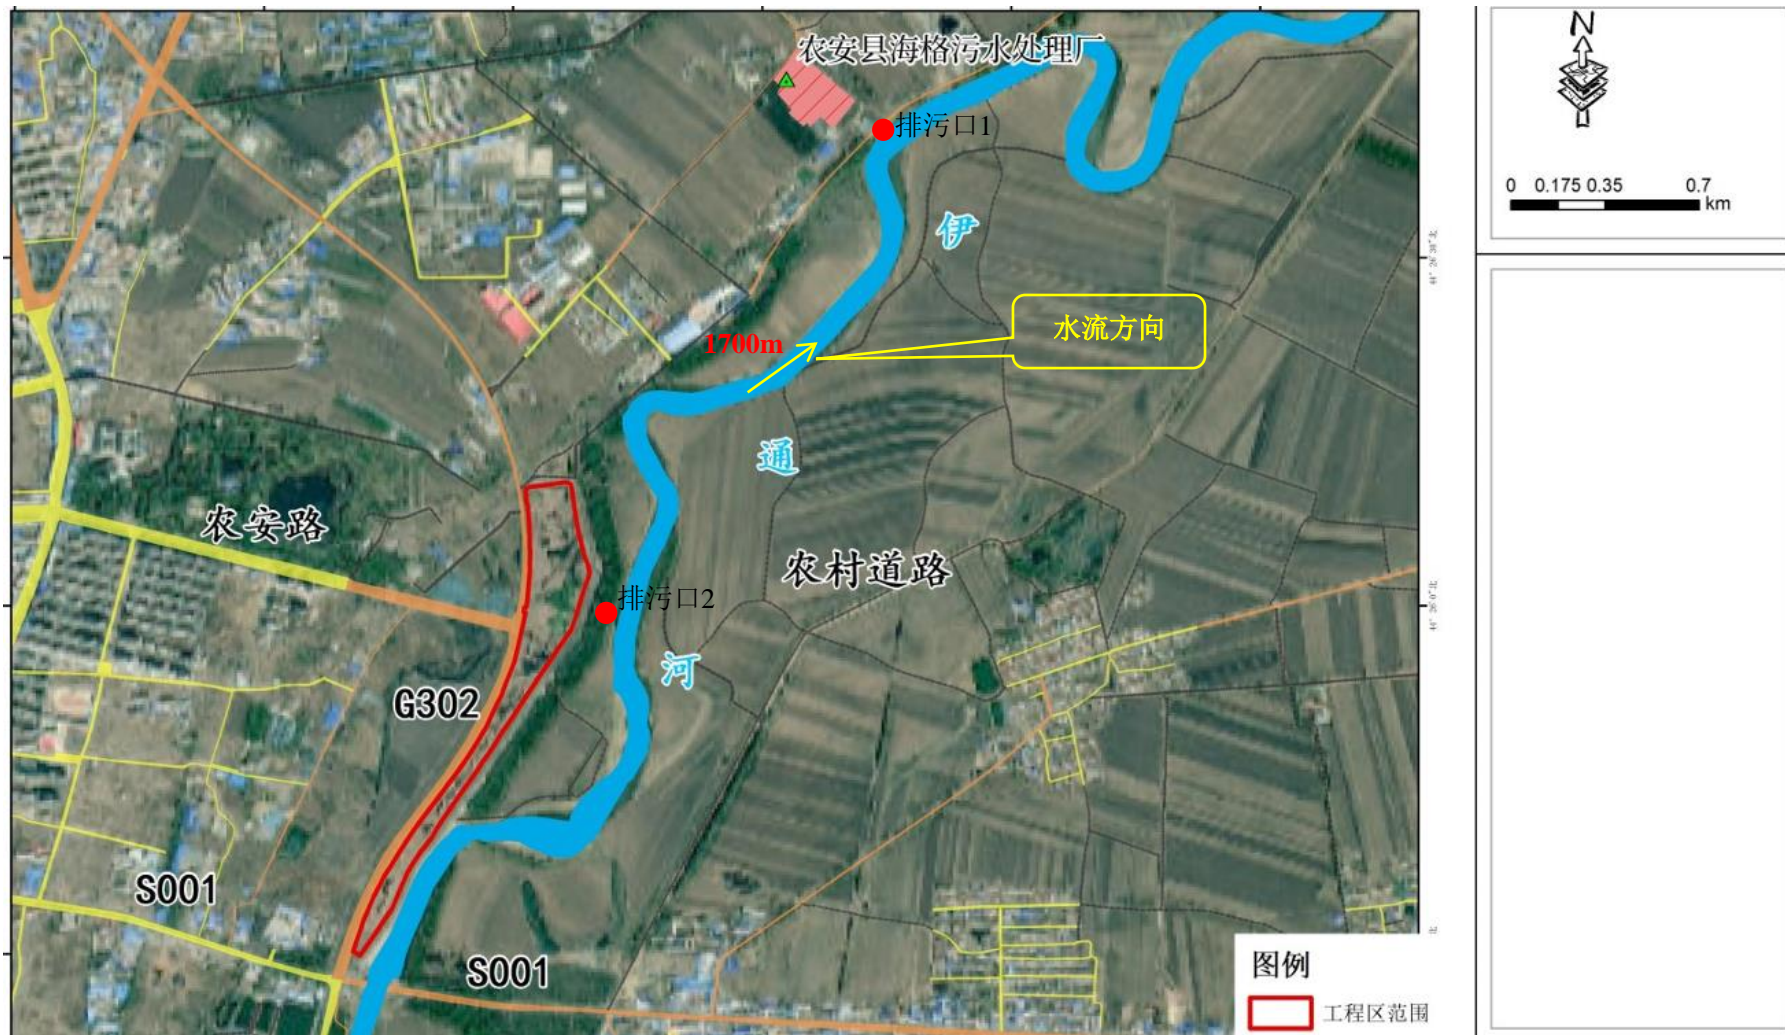 农安县海格污水处理厂
排污口1
伊
水流方向
1700m
通
农安路
农村道路
排污口2
河
G302
S001
S001
图例
工程区范围
N
0 0.175 0.35 0.7
km